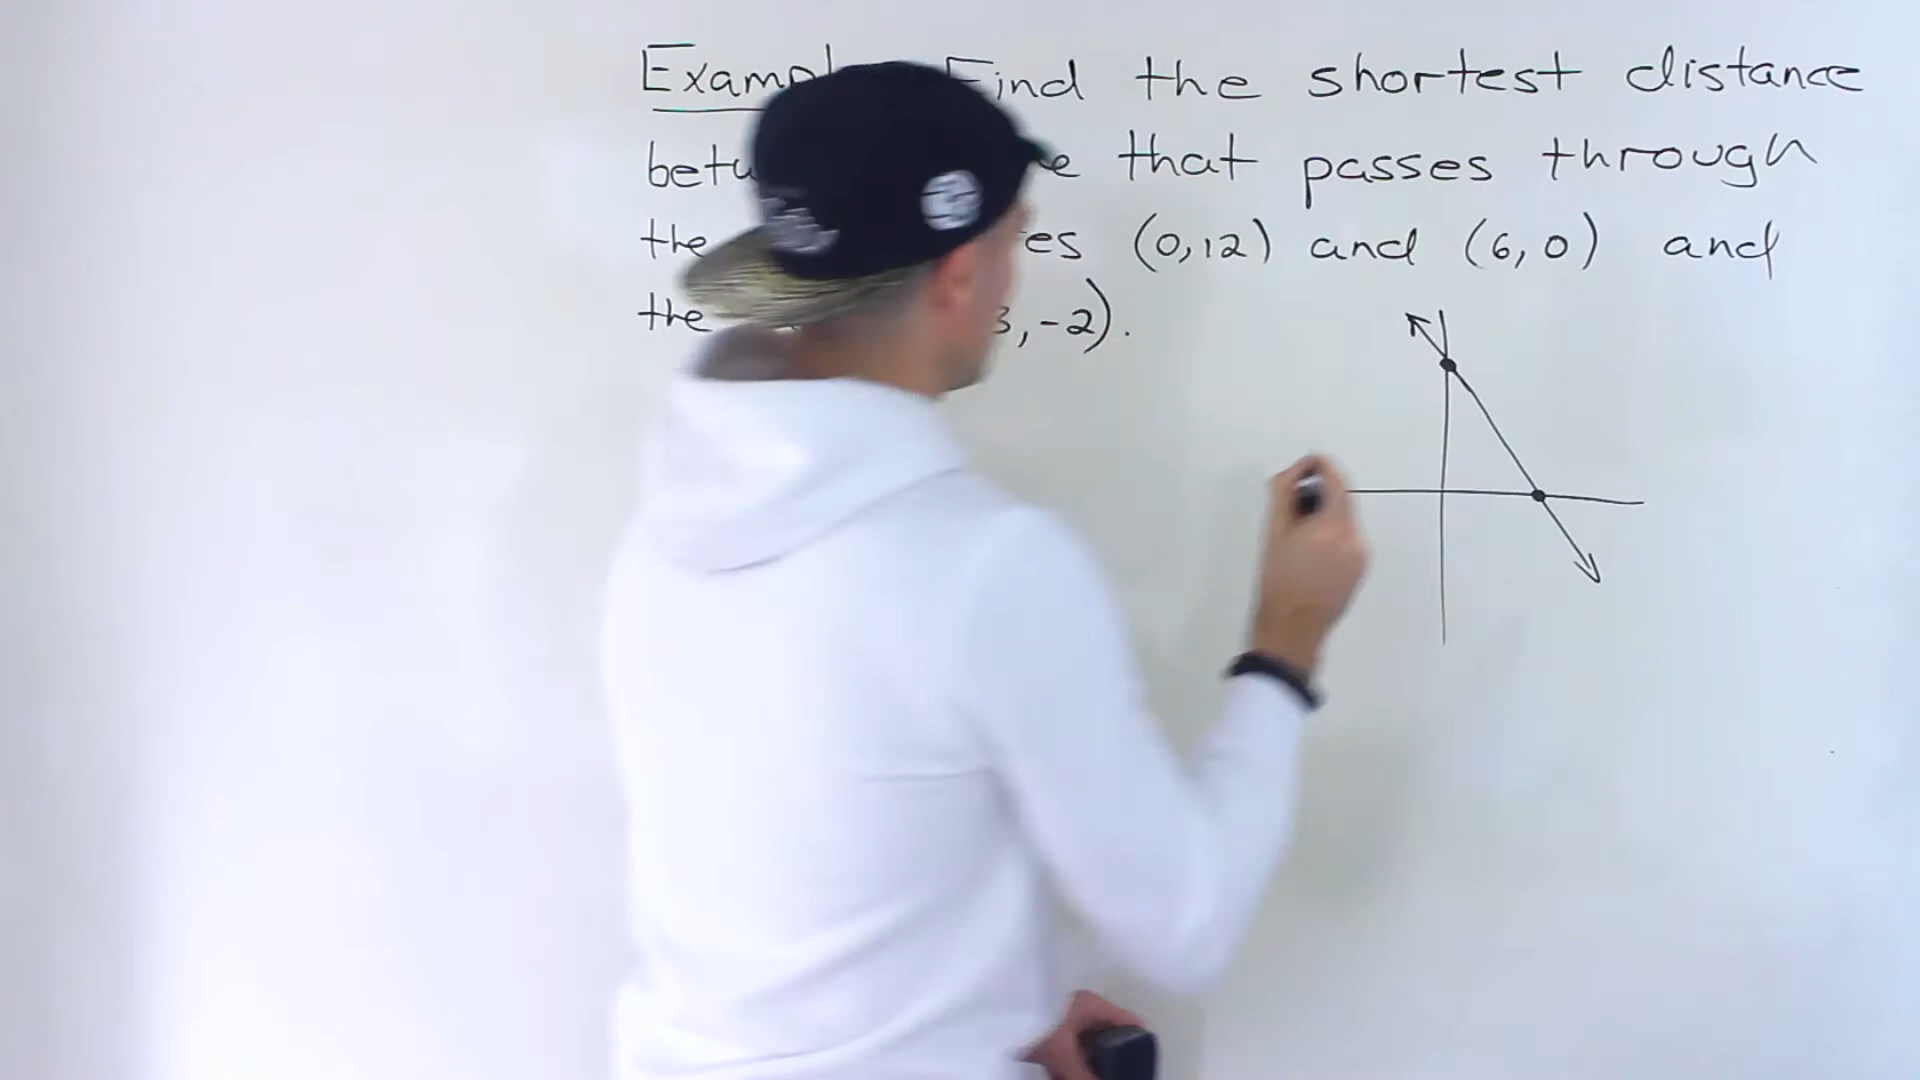 Exampl Find the shortest distance
betw e that passes through
the es (0,12) and (6,0) and
the 3,-2).